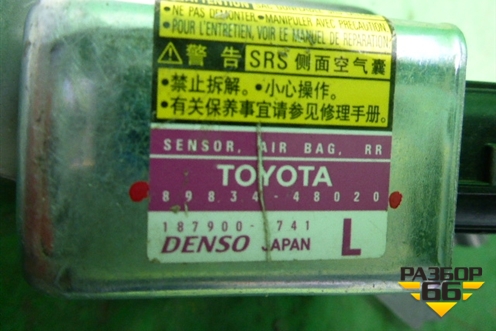 •NE PAS DEMONTER •MANIPULER AVEC PRUDENCE
•POUR L'ENTRETIEN, VOIR LE MANUEL DE REPARATION
警告 SRS 侧面空气囊
•禁止拆解。•小心操作。
•有关保养事宜请参见修理手册。
SENSOR, AIR BAG, RR
TOYOTA
89834-48020
187900- 741
DENSO JAPAN L
РАЗБОР
66